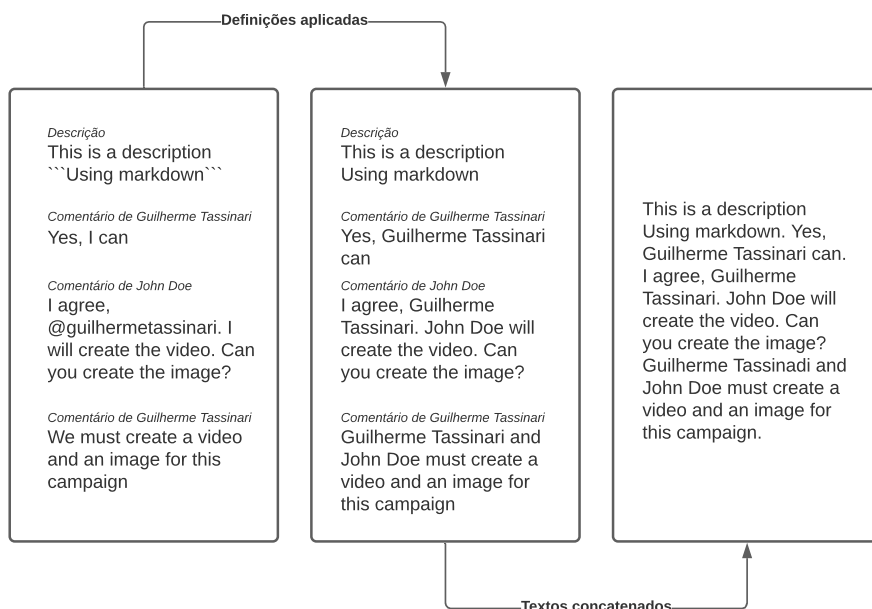 Definições aplicadas
Descrição
This is a description
```Using markdown```
Comentário de Guilherme Tassinari
Yes, I can
Comentário de John Doe
I agree,
@guilhermetassinari. I
will create the video. Can
you create the image?
Comentário de Guilherme Tassinari
We must create a video
and an image for this
campaign
Descrição
This is a description
Using markdown
Comentário de Guilherme Tassinari
Yes, Guilherme Tassinari
can
Comentário de John Doe
I agree, Guilherme
Tassinari. John Doe will
create the video. Can
you create the image?
Comentário de Guilherme Tassinari
Guilherme Tassinari and
John Doe must create a
video and an image for
this campaign
This is a description
Using markdown. Yes,
Guilherme Tassinari can.
I agree, Guilherme
Tassinari. John Doe will
create the video. Can
you create the image?
Guilherme Tassinadi and
John Doe must create a
video and an image for
this campaign.
Textos concatenados